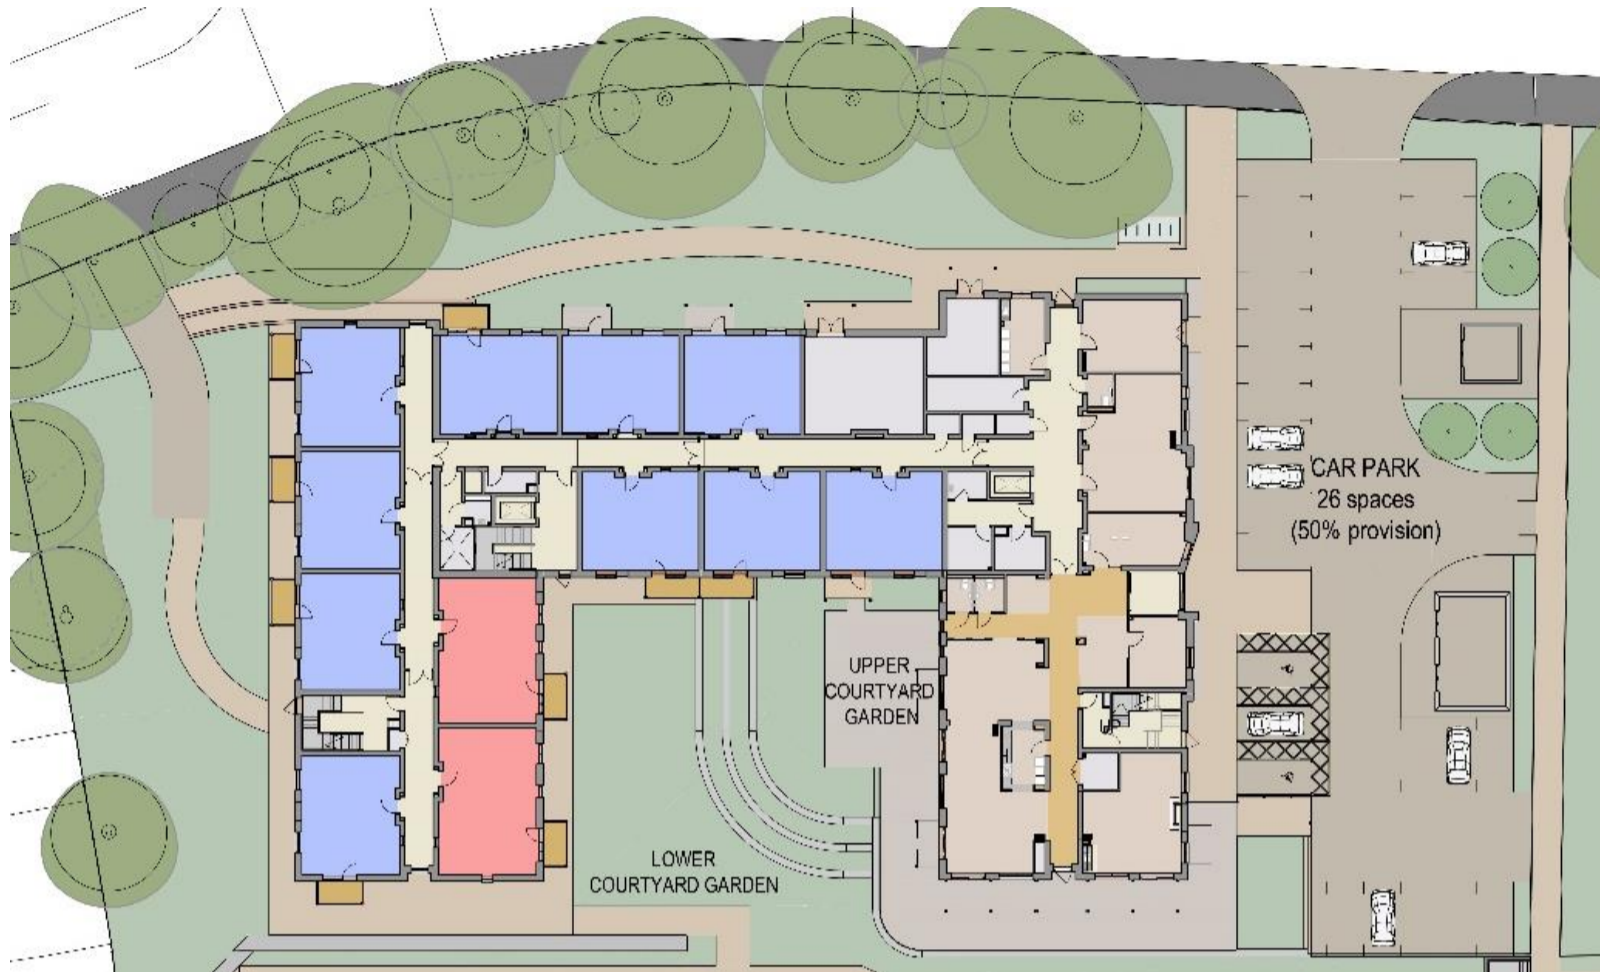 CAR PARK
26 spaces
(50% provision)
UPPER
COURTYARD
GARDEN
LOWER
COURTYARD GARDEN